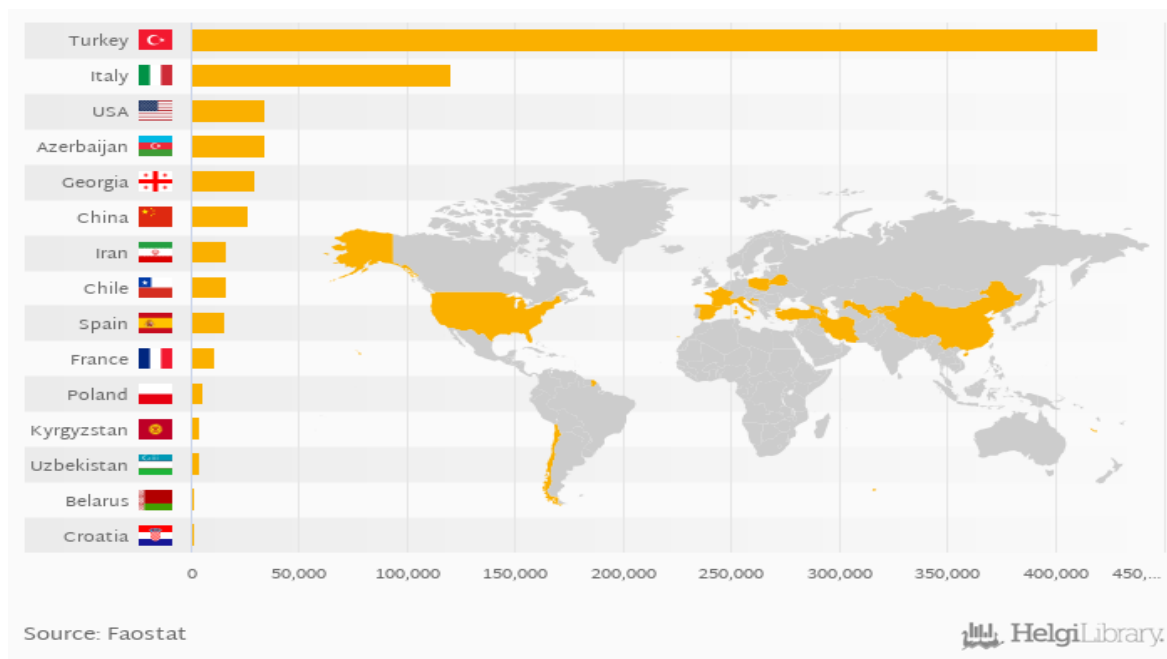 Turkey
Italy
USA
Azerbaijan
Georgia
China
Iran
Chile
Spain
France
Poland
Kyrgyzstan
Uzbekistan
Belarus
Croatia
0 50,000 100,000 150,000 200,000 250,000 300,000 350,000 400,000 450,...
Source: Faostat
HelgiLibrary.